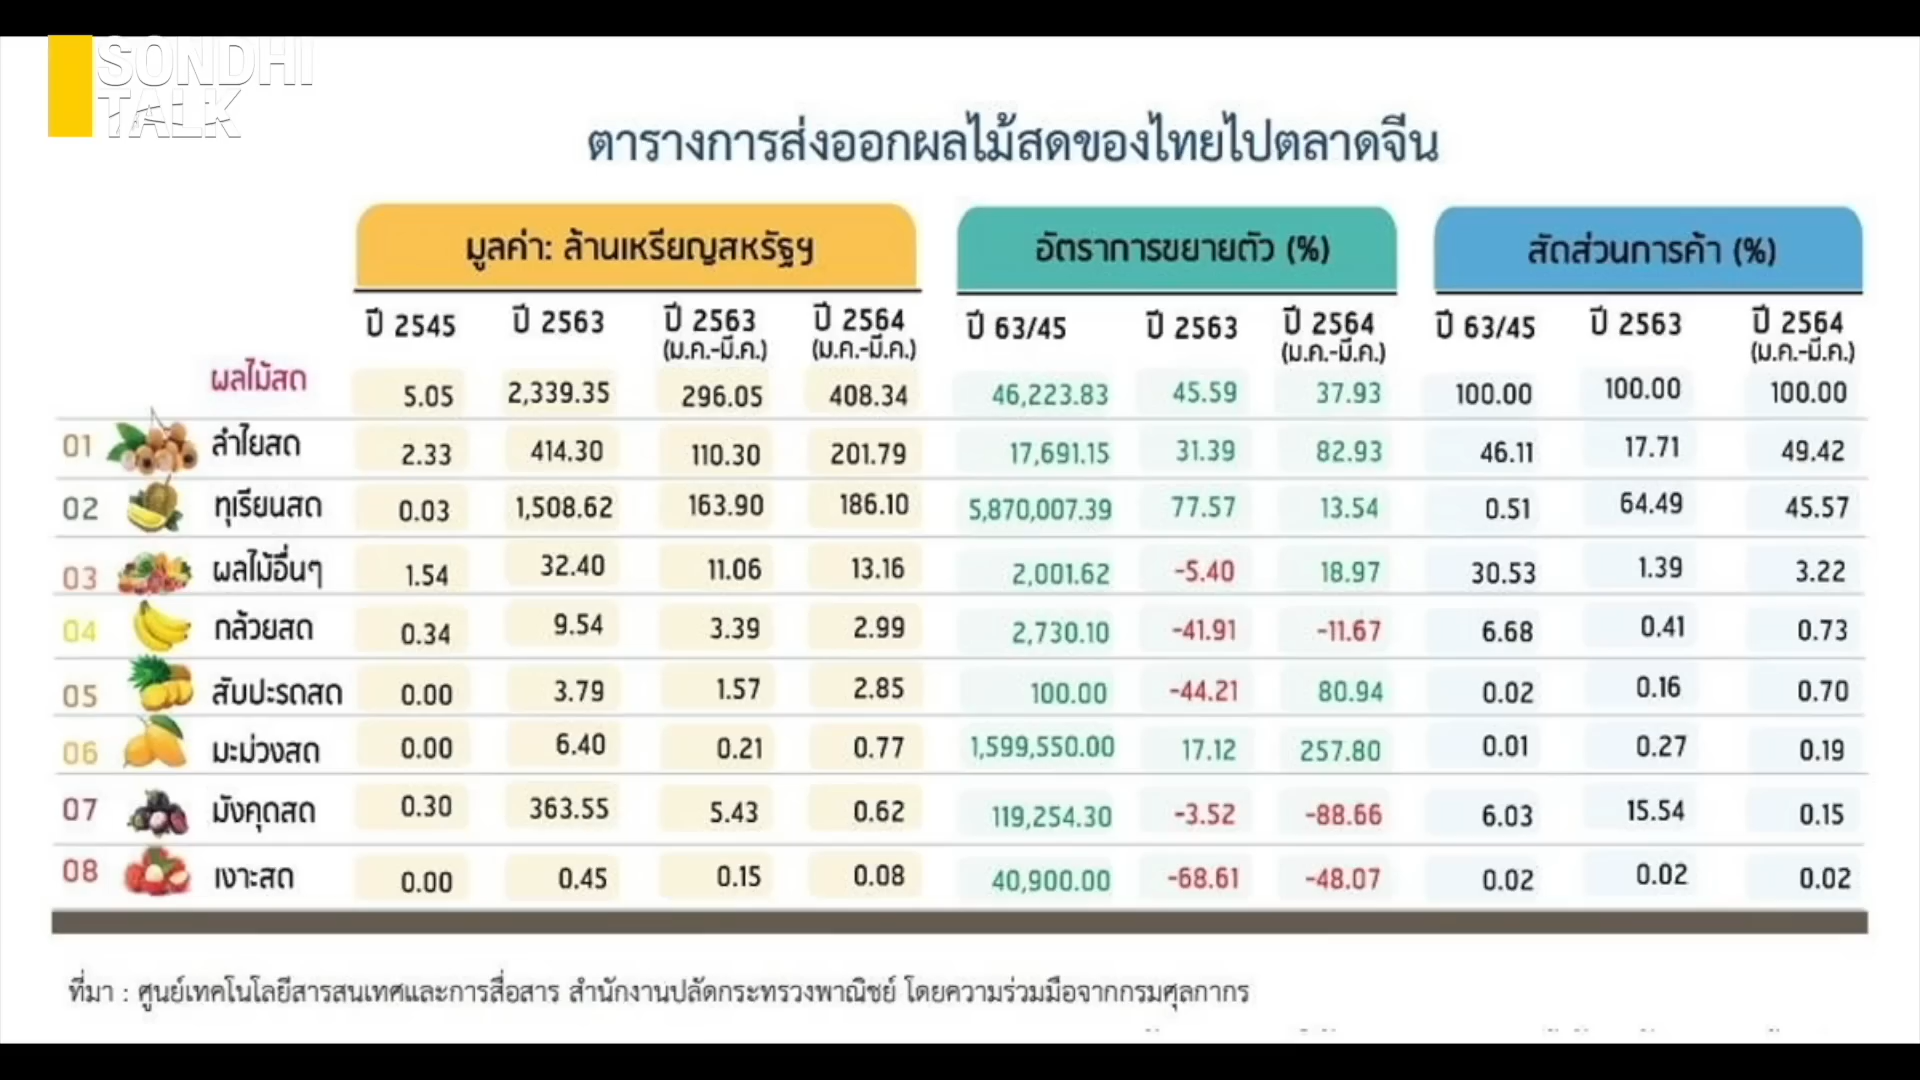 SONDHI
TALK
ตารางการส่งออกผลไม้สดของไทยไปตลาดจีน
มูลค่า: ล้านเหรียญสหรัฐฯ อัตราการขยายตัว (%) สัดส่วนการค้า (%)
ปี 2545 ปี 2563 ปี 2563 ปี 2564 ปี 63/45 ปี 2563 ปี 2564 ปี 63/45 ปี 2563 ปี 2564
(ม.ค.-มี.ค.) (ม.ค.-มี.ค.) (ม.ค.-มี.ค.) (ม.ค.-มี.ค.)
ผลไม้สด 5.05 2,339.35 296.05 408.34 46,223.83 45.59 37.93 100.00 100.00 100.00
01 ลำไยสด 2.33 414.30 110.30 201.79 17,691.15 31.39 82.93 46.11 17.71 49.42
02 ทุเรียนสด 0.03 1,508.62 163.90 186.10 5,870,007.39 77.57 13.54 0.51 64.49 45.57
03 ผลไม้อื่นๆ 1.54 32.40 11.06 13.16 2,001.62 -5.40 18.97 30.53 1.39 3.22
04 กล้วยสด 0.34 9.54 3.39 2.99 2,730.10 -41.91 -11.67 6.68 0.41 0.73
05 สับปะรดสด 0.00 3.79 1.57 2.85 100.00 -44.21 80.94 0.02 0.16 0.70
06 มะม่วงสด 0.00 6.40 0.21 0.77 1,599,550.00 17.12 257.80 0.01 0.27 0.19
07 มังคุดสด 0.30 363.55 5.43 0.62 119,254.30 -3.52 -88.66 6.03 15.54 0.15
08 เงาะสด 0.00 0.45 0.15 0.08 40,900.00 -68.61 -48.07 0.02 0.02 0.02
ที่มา : ศูนย์เทคโนโลยีสารสนเทศและการสื่อสาร สำนักงานปลัดกระทรวงพาณิชย์ โดยความร่วมมือจากกรมศุลกากร